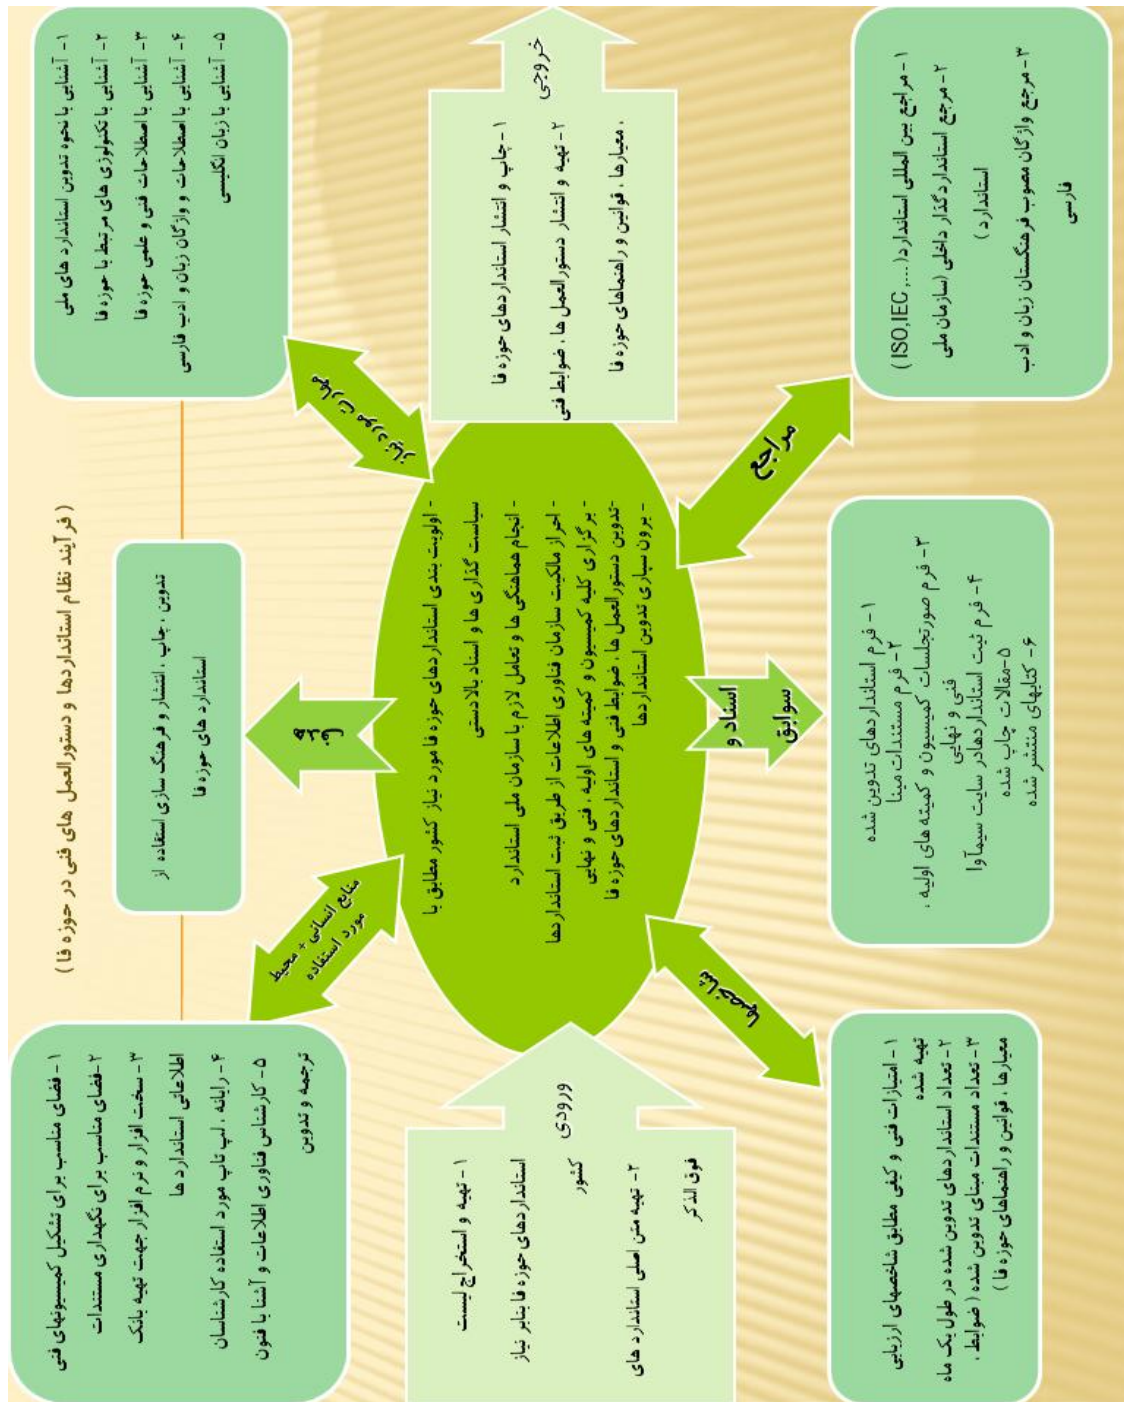 ( فرآیند نظام استانداردها و دستورالعمل های فنی در حوزه فا )
۱- آشنایی با نحوه تدوین استاندارد های ملی
۲- آشنایی با تکنولوژی های مرتبط با حوزه فا
۳- آشنایی با اصطلاحات فنی و علمی حوزه فا
۴- آشنایی با اصطلاحات و واژگان زبان و ادب فارسی
۵- آشنایی با زبان انگلیسی
مهارت مورد نیاز
تدوین ، چاپ ، انتشار و فرهنگ سازی استفاده از
استاندارد های حوزه فا
هدف
۱- فضای مناسب برای تشکیل کمیسیونهای فنی
۲-فضای مناسب برای نگهداری مستندات
۳- سخت افزار و نرم افزار جهت تهیه بانک
اطلاعاتی استاندارد ها
۴- رایانه ، لپ تاپ مورد استفاده کارشناسان
۵- کارشناس فناوری اطلاعات و آشنا با فنون
ترجمه و تدوین
منابع انسانی + محیط
مورد استفاده
خروجی
۱- چاپ و انتشار استانداردهای حوزه فا
۲- تهیه و انتشار دستورالعمل ها ، ضوابط فنی
، معیارها ، قوانین و راهنماهای حوزه فا
- اولویت بندی استانداردهای حوزه فا مورد نیاز کشور مطابق با
سیاست گذاری ها و اسناد بالادستی
- انجام هماهنگی ها و تعامل لازم با سازمان ملی استاندارد
- احراز مالکیت سازمان فناوری اطلاعات از طریق ثبت استانداردها
- برگزاری کلیه کمیسیون و کمیته های اولیه ، فنی و نهایی
-تدوین دستورالعمل ها ، ضوابط فنی و استانداردهای حوزه فا
- برون سپاری تدوین استانداردها
ورودی
۱- تهیه و استخراج لیست
استانداردهای حوزه فا بنابر نیاز
کشور
۲- تهیه متن اصلی استاندارد های
فوق الذکر
مراجع
۱- مراجع بین المللی استاندارد( ...,ISO,IEC )
۲- مرجع استانداردگذار داخلی (سازمان ملی
استاندارد )
۳- مرجع واژگان مصوب فرهنگستان زبان و ادب
فارسی
اسناد و
سوابق
۱- فرم استانداردهای تدوین شده
۲- فرم مستندات مبنا
۳- فرم صورتجلسات کمیسیون و کمیته های اولیه ،
فنی و نهایی
۴- فرم ثبت استانداردهادر سایت سیماوا
۵-مقالات چاپ شده
۶- کتابهای منتشر شده
شاخصها
۱- امتیازات فنی و کیفی مطابق شاخصهای ارزیابی
تهیه شده
۲- تعداد استانداردهای تدوین شده در طول یک ماه
۳- تعداد مستندات مبنای تدوین شده ( ضوابط ،
معیارها ، قوانین و راهنماهای حوزه فا )